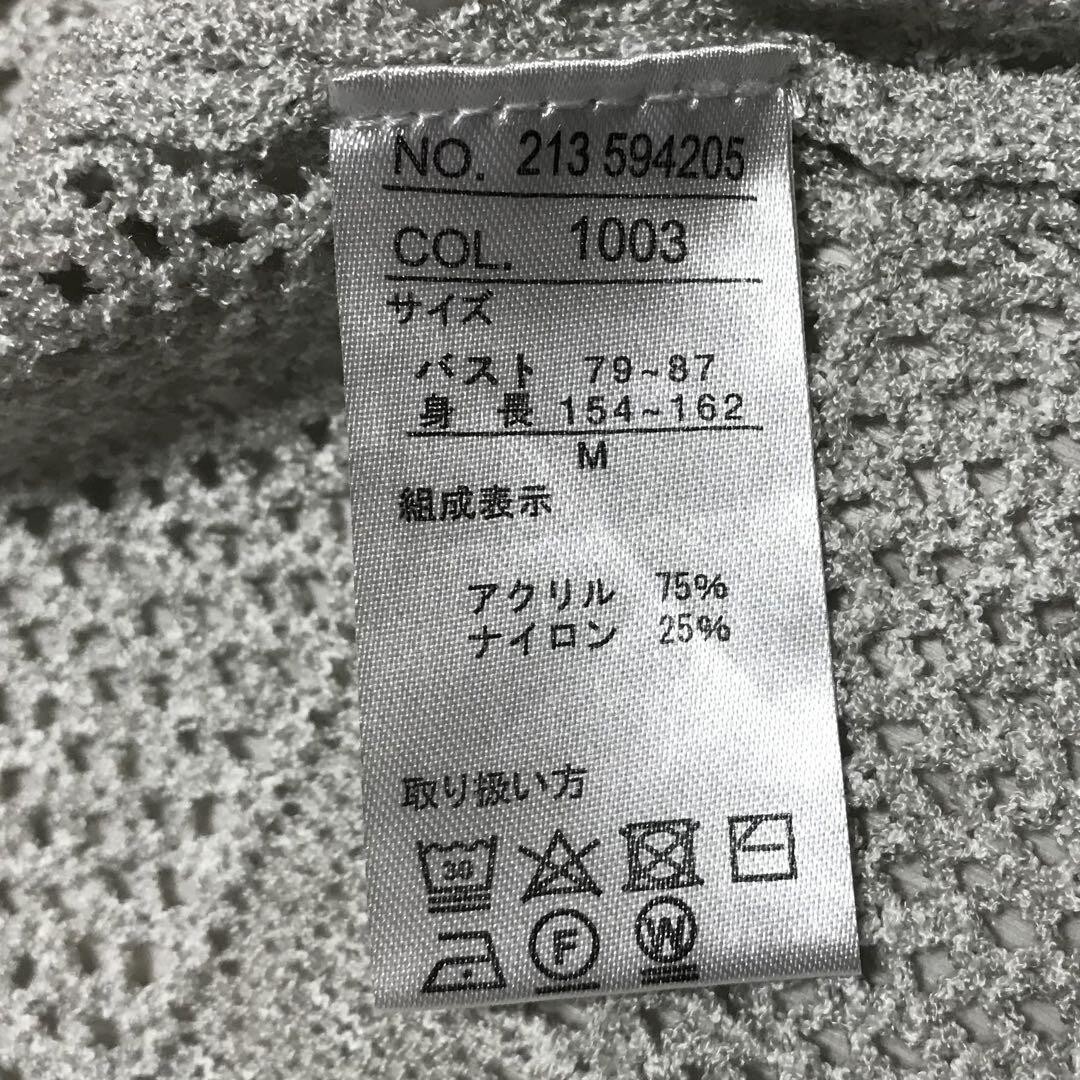 NO. 213 594205
COL. 1003
サイズ
バスト 79~87
身 長 154~162
M
組成表示
アクリル 75%
ナイロン 25%
取り扱い方
30
F W